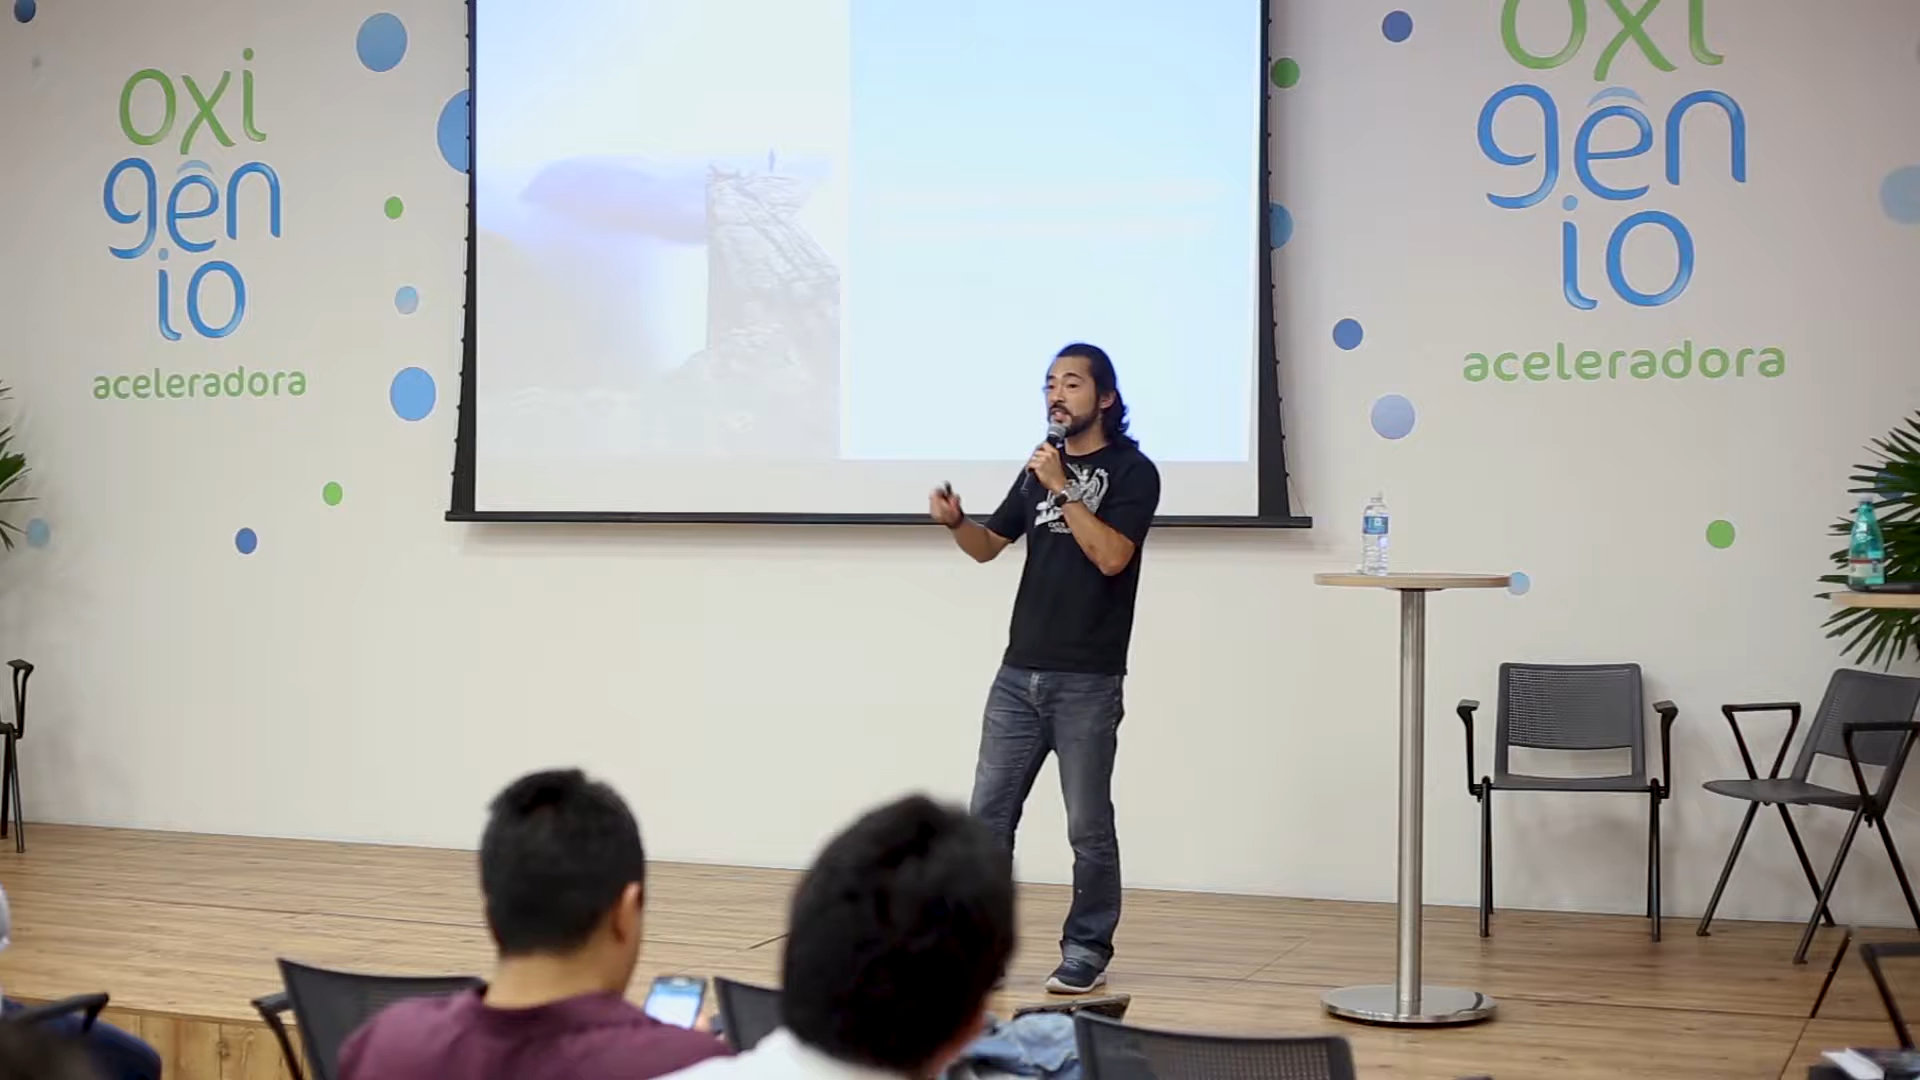 oxi
gên
io
aceleradora
oxi
gên
io
aceleradora